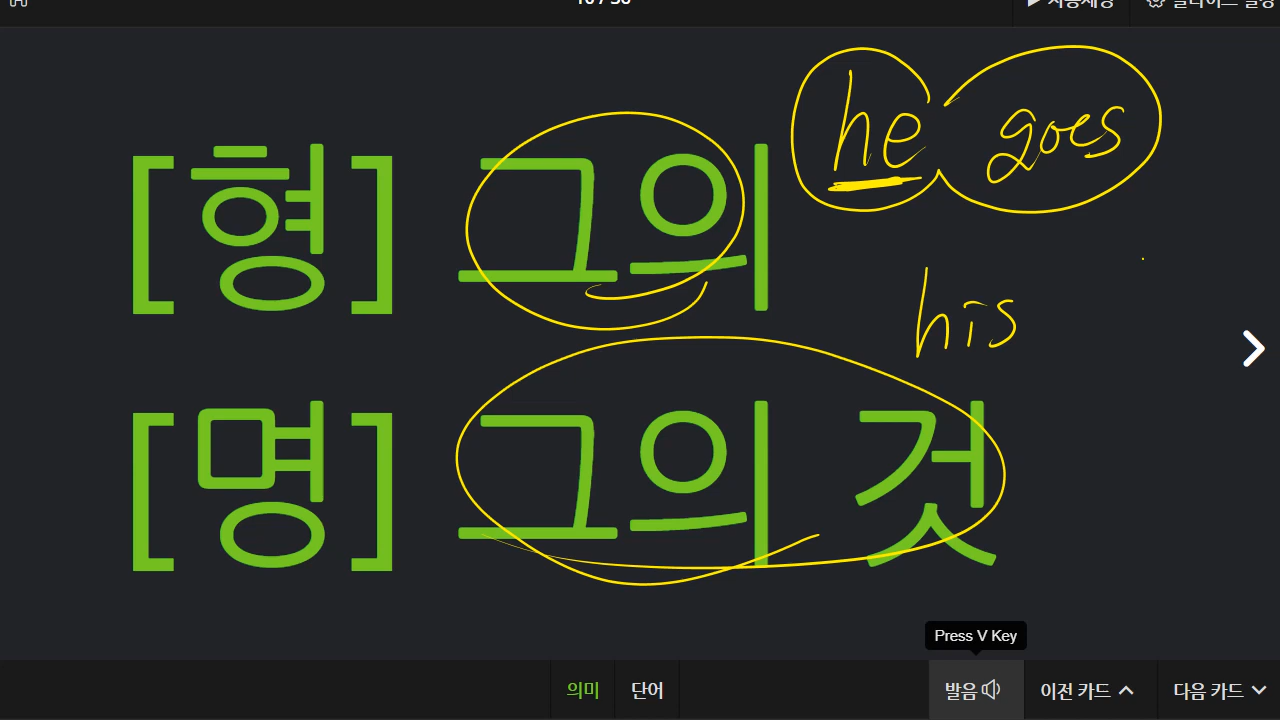 he goes
[형] 그의
his
[명] 그의 것
Press V Key
의미 단어 발음 이전 카드 다음 카드